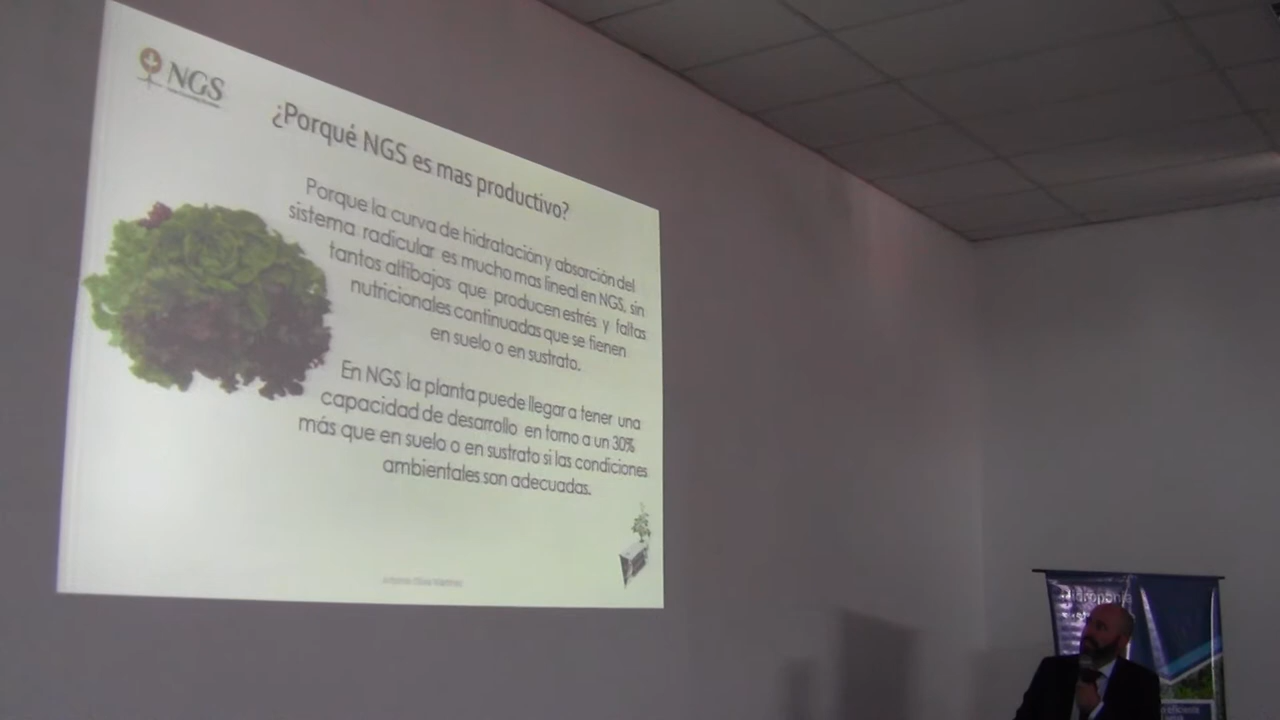 NGS
¿Porqué NGS es mas productivo?
Porque la curva de hidratación y absorción del
sistema radicular es mucho mas lineal en NGS, sin
tantos altibajos que producen estrés y faltas
nutricionales continuadas que se tienen
en suelo o en sustrato.
En NGS la planta puede llegar a tener una
capacidad de desarrollo en torno a un 30%
más que en suelo o en sustrato si las condiciones
ambientales son adecuadas.
Hidroponia